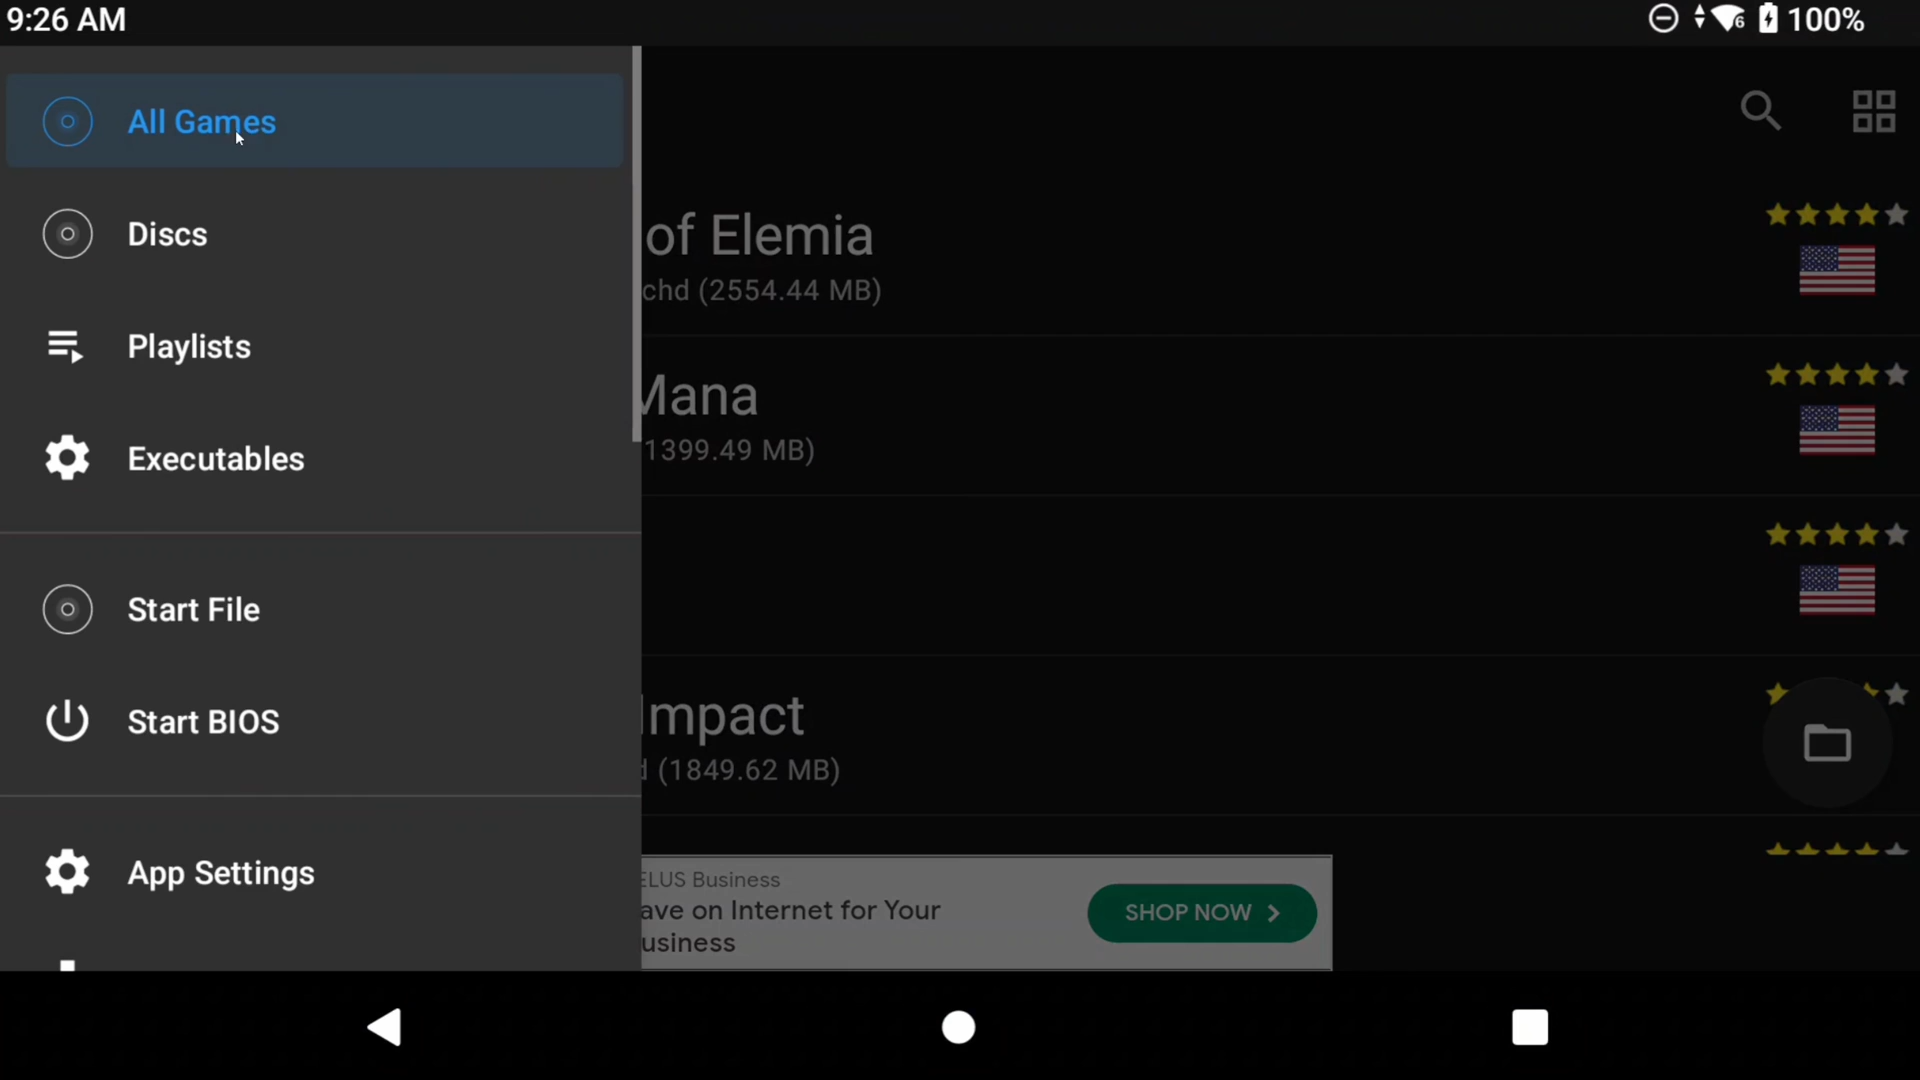 9:26 AM
6 100%
All Games
Discs
Playlists
Executables
Start File
Start BIOS
App Settings
of Elemia
chd (2554.44 MB)
Mana
1399.49 MB)
Impact
(1849.62 MB)
ELUS Business
ave on Internet for Your
usiness
SHOP NOW